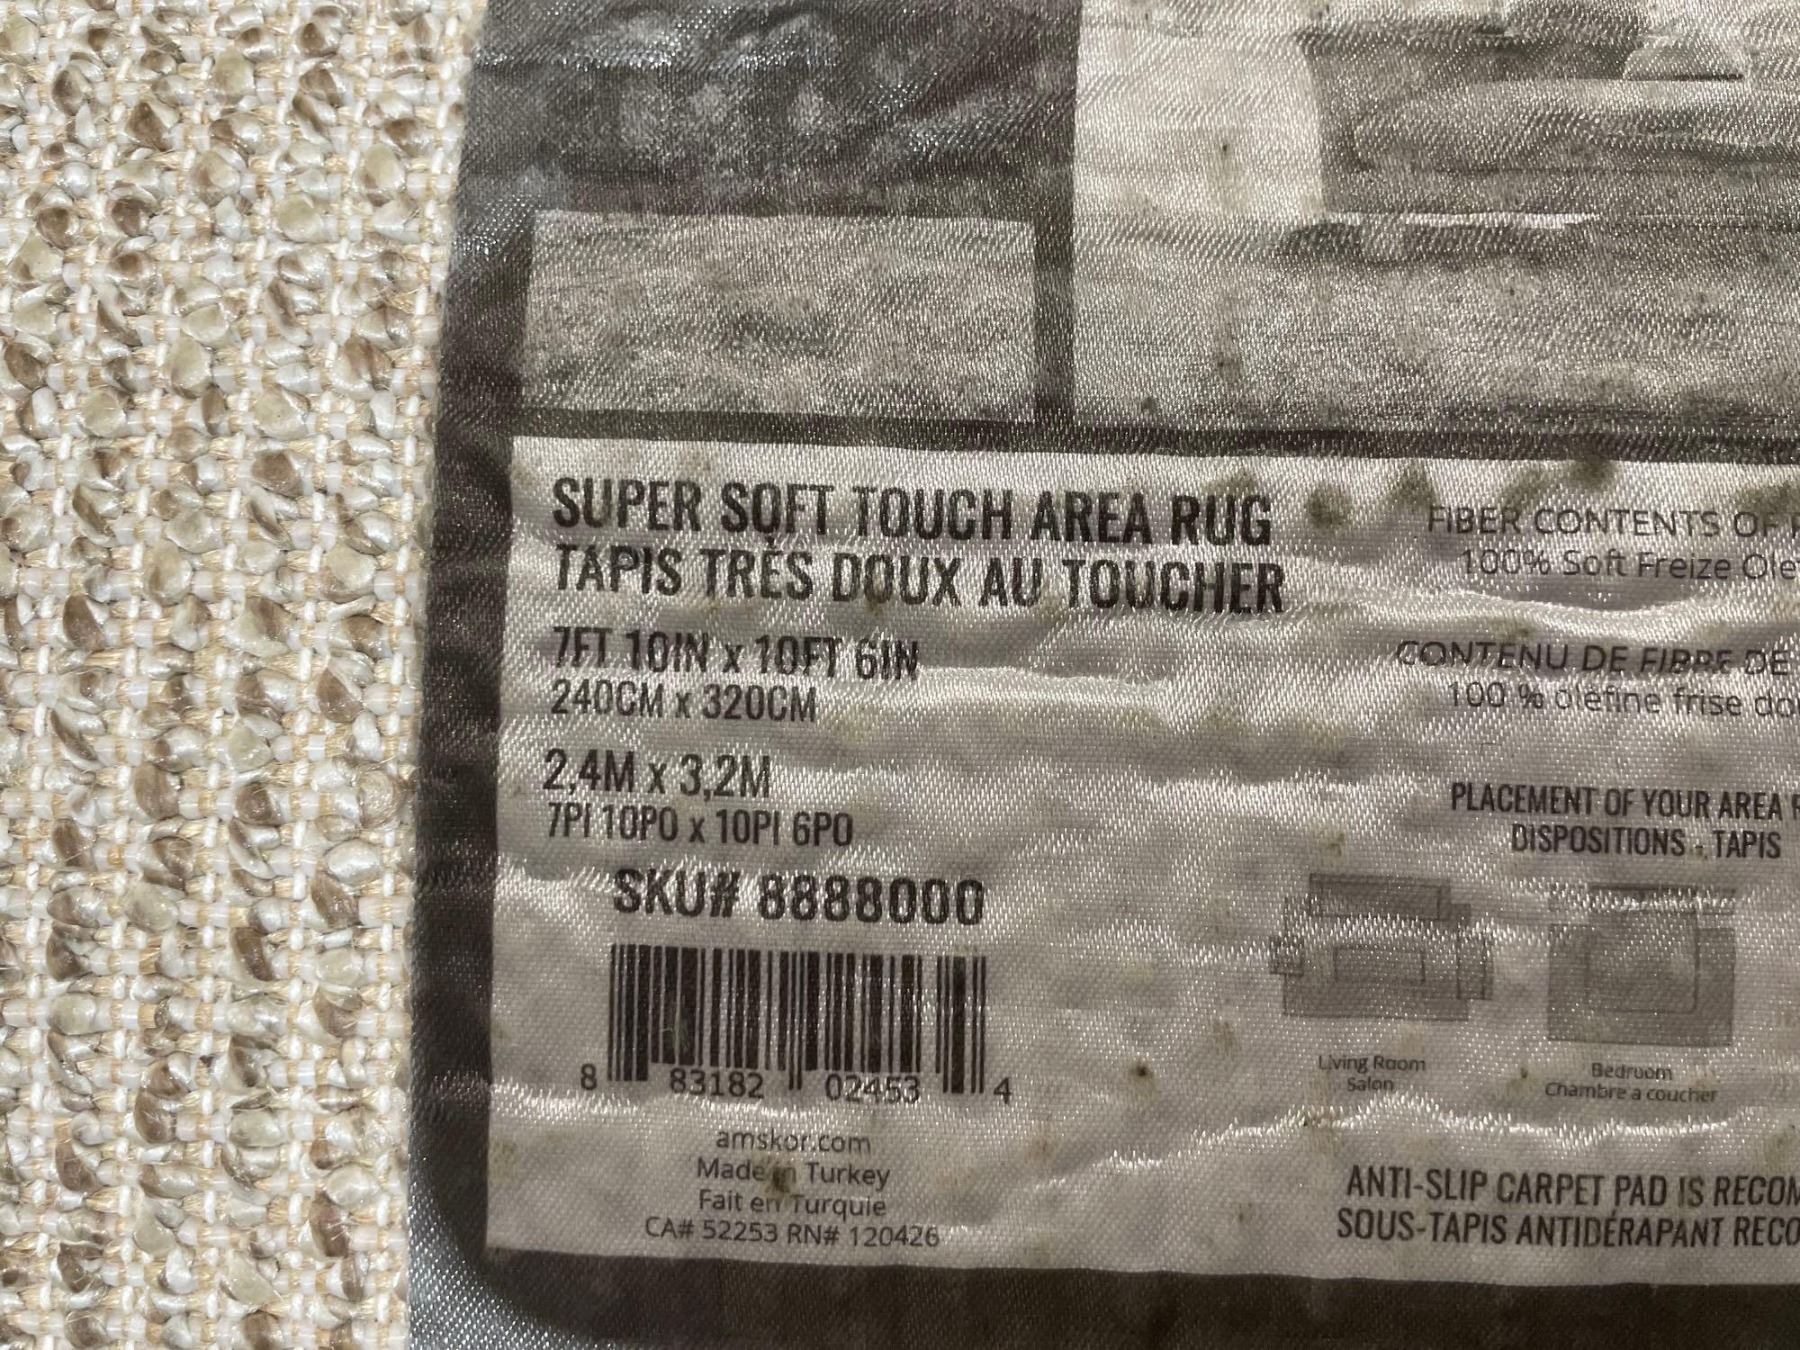 SUPER SOFT TOUCH AREA RUG
TAPIS TRÈS DOUX AU TOUCHER
7FT 10IN x 10FT 6IN
240CM x 320CM
2,4M x 3,2M
7PI 10PO x 10PI 6PO
SKU# 8888000
8 83182 02453 4
amskor.com
Made in Turkey
Fait en Turquie
CA# 52253 RN# 120426
FIBER CONTENTS OF
100% Soft Freize
CONTENU DE FIBRE DE
100 % oléfine frise
PLACEMENT OF YOUR AREA
DISPOSITIONS - TAPIS
Living Room
Salon
Bedroom
Chambre a coucher
ANTI-SLIP CARPET PAD IS
SOUS-TAPIS ANTIDÉRAPANT